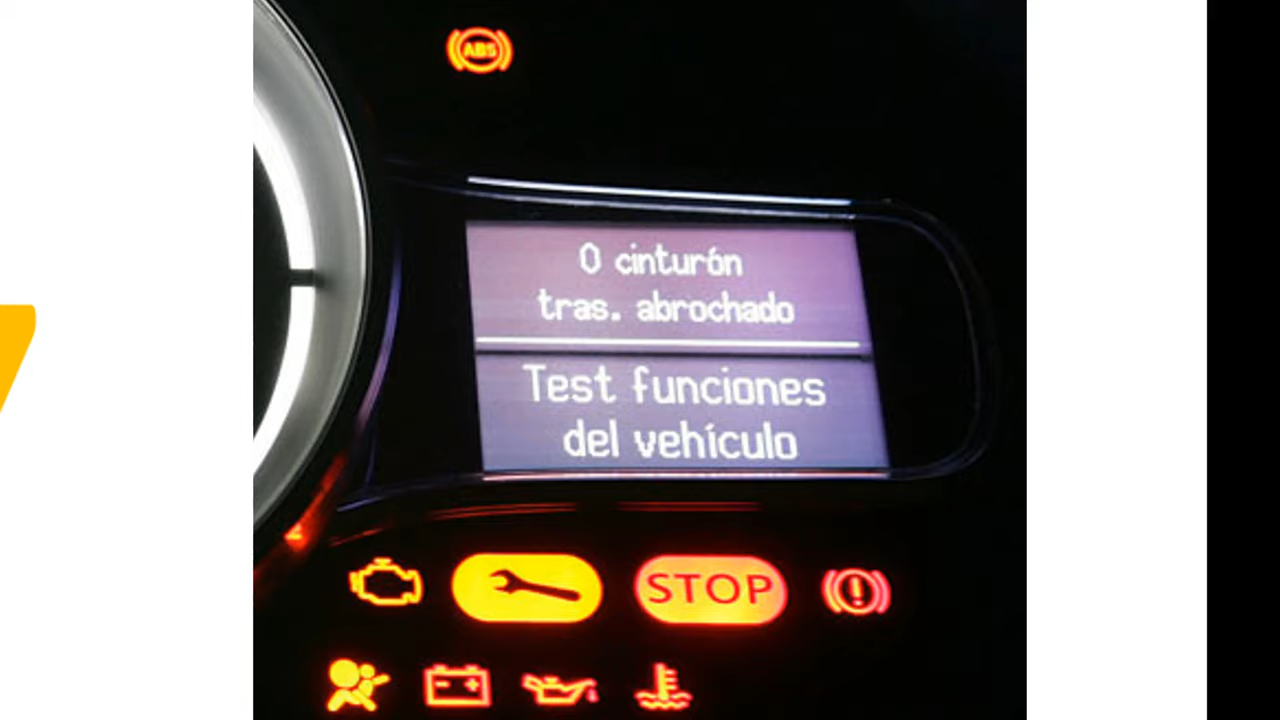 ABS
0 cinturón
tras. abrochado
Test funciones
del vehículo
STOP